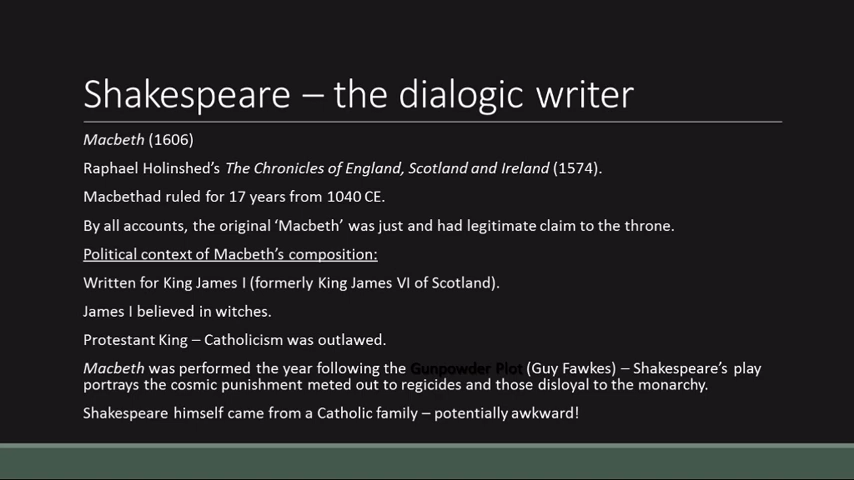 Shakespeare – the dialogic writer
Macbeth (1606)
Raphael Holinshed’s The Chronicles of England, Scotland and Ireland (1574).
Macbethad ruled for 17 years from 1040 CE.
By all accounts, the original ‘Macbeth’ was just and had legitimate claim to the throne.
Political context of Macbeth’s composition:
Written for King James I (formerly King James VI of Scotland).
James I believed in witches.
Protestant King – Catholicism was outlawed.
Macbeth was performed the year following the Gunpowder Plot (Guy Fawkes) – Shakespeare’s play
portrays the cosmic punishment meted out to regicides and those disloyal to the monarchy.
Shakespeare himself came from a Catholic family – potentially awkward!